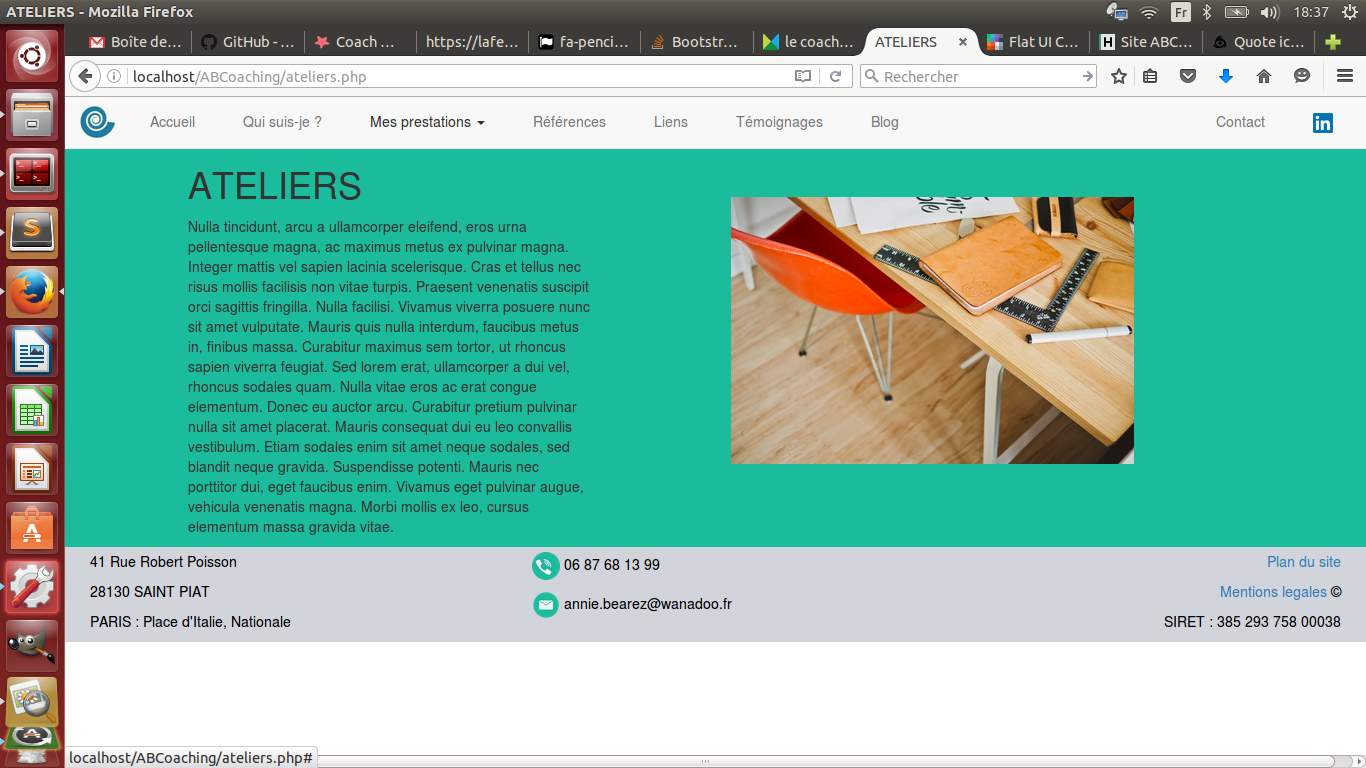 ATELIERS - Mozilla Firefox
Fr
18:37
Boîte de...
GitHub - ...
Coach ...
https://lafe...
fa-penci...
Bootstr...
le coach...
ATELIERS
Flat UI C...
Site ABC...
Quote ic...
localhost/ABCoaching/ateliers.php
Rechercher
Accueil
Qui suis-je ?
Mes prestations
Références
Liens
Témoignages
Blog
Contact
in
ATELIERS
Nulla tincidunt, arcu a ullamcorper eleifend, eros urna
pellentesque magna, ac maximus metus ex pulvinar magna.
Integer mattis vel sapien lacinia scelerisque. Cras et tellus nec
risus mollis facilisis non vitae turpis. Praesent venenatis suscipit
orci sagittis fringilla. Nulla facilisi. Vivamus viverra posuere nunc
sit amet vulputate. Mauris quis nulla interdum, faucibus metus
in, finibus massa. Curabitur maximus sem tortor, ut rhoncus
sapien viverra feugiat. Sed lorem erat, ullamcorper a dui vel,
rhoncus sodales quam. Nulla vitae eros ac erat congue
elementum. Donec eu auctor arcu. Curabitur pretium pulvinar
nulla sit amet placerat. Mauris consequat dui eu leo convallis
vestibulum. Etiam sodales enim sit amet neque sodales, sed
blandit neque gravida. Suspendisse potenti. Mauris nec
porttitor dui, eget faucibus enim. Vivamus eget pulvinar augue,
vehicula venenatis magna. Morbi mollis ex leo, cursus
elementum massa gravida vitae.
41 Rue Robert Poisson
28130 SAINT PIAT
PARIS : Place d'Italie, Nationale
06 87 68 13 99
annie.bearez@wanadoo.fr
Plan du site
Mentions legales ©
SIRET : 385 293 758 00038
localhost/ABCoaching/ateliers.php#